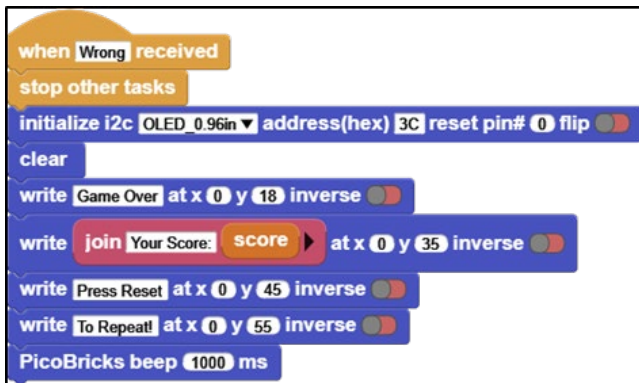 when Wrong received
stop other tasks
initialize i2c OLED_0.96in ▼ address(hex) 3C reset pin# 0 flip
clear
write Game Over at x 0 y 18 inverse
write join Your Score: score at x 0 y 35 inverse
write Press Reset at x 0 y 45 inverse
write To Repeat! at x 0 y 55 inverse
PicoBricks beep 1000 ms